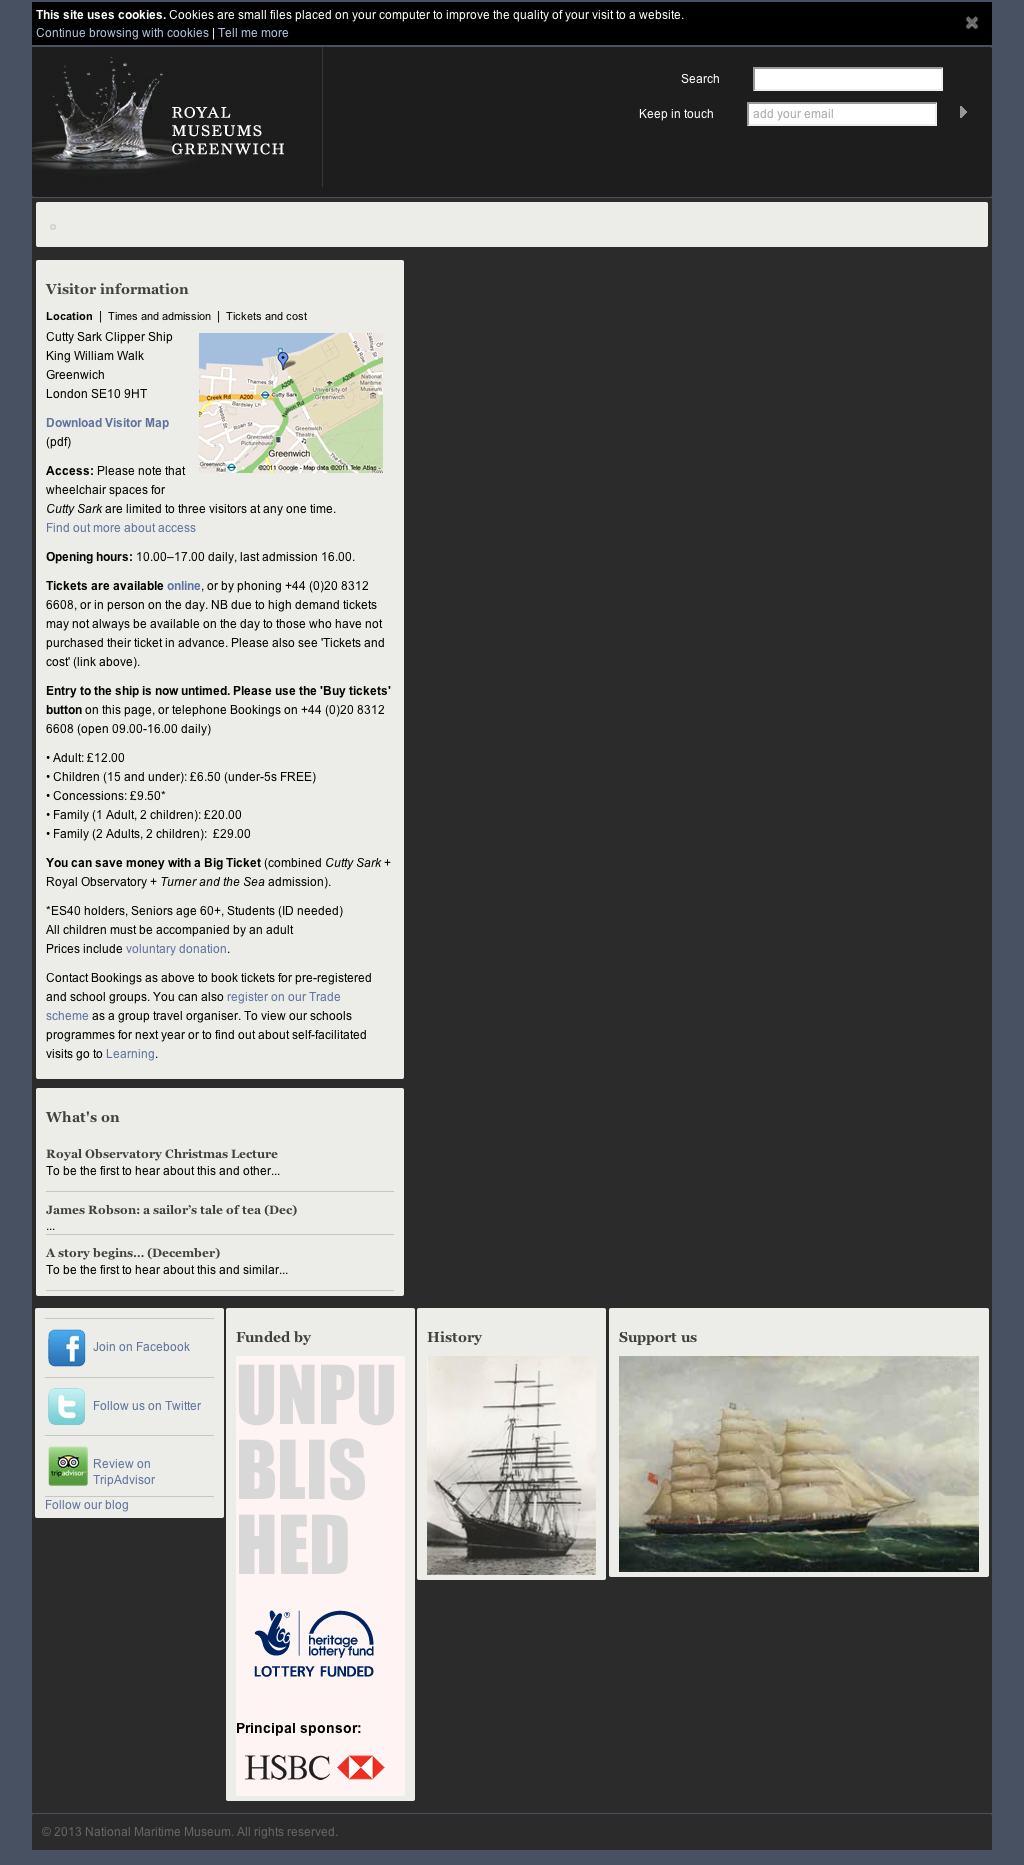 This site uses cookies. Cookies are small files placed on your computer to improve the quality of your visit to a website.
Continue browsing with cookies | Tell me more
Search
Keep in touch
add your email
ROYAL
MUSEUMS
GREENWICH
Visitor information
Location | Times and admission | Tickets and cost
Cutty Sark Clipper Ship
King William Walk
Greenwich
London SE10 9HT
Thames St
Creek Rd A200
Bardsley Ln
Cutty Sark
A206
A206
Park Row
National
Maritime
Museum
University of
Greenwich
Nelson Rd
Roan St
Greenwich
Theatre
Greenwich
Picturehouse
Greenwich
Greenwich
Rail
©2011 Google - Map data ©2011 Tele Atlas -
Download Visitor Map
(pdf)
Access: Please note that
wheelchair spaces for
Cutty Sark are limited to three visitors at any one time.
Find out more about access
Opening hours: 10.00–17.00 daily, last admission 16.00.
Tickets are available online, or by phoning +44 (0)20 8312
6608, or in person on the day. NB due to high demand tickets
may not always be available on the day to those who have not
purchased their ticket in advance. Please also see 'Tickets and
cost' (link above).
Entry to the ship is now untimed. Please use the 'Buy tickets'
button on this page, or telephone Bookings on +44 (0)20 8312
6608 (open 09.00-16.00 daily)
• Adult: £12.00
• Children (15 and under): £6.50 (under-5s FREE)
• Concessions: £9.50*
• Family (1 Adult, 2 children): £20.00
• Family (2 Adults, 2 children):  £29.00
You can save money with a Big Ticket (combined Cutty Sark +
Royal Observatory + Turner and the Sea admission).
*ES40 holders, Seniors age 60+, Students (ID needed)
All children must be accompanied by an adult
Prices include voluntary donation.
Contact Bookings as above to book tickets for pre-registered
and school groups. You can also register on our Trade
scheme as a group travel organiser. To view our schools
programmes for next year or to find out about self-facilitated
visits go to Learning.
What's on
Royal Observatory Christmas Lecture
To be the first to hear about this and other...
James Robson: a sailor’s tale of tea (Dec)
...
A story begins... (December)
To be the first to hear about this and similar...
Join on Facebook
Follow us on Twitter
tripadvisor
Review on
TripAdvisor
Follow our blog
Funded by
UNPU
BLIS
HED
heritage
lottery fund
LOTTERY FUNDED
Principal sponsor:
HSBC
History
Support us
© 2013 National Maritime Museum. All rights reserved.